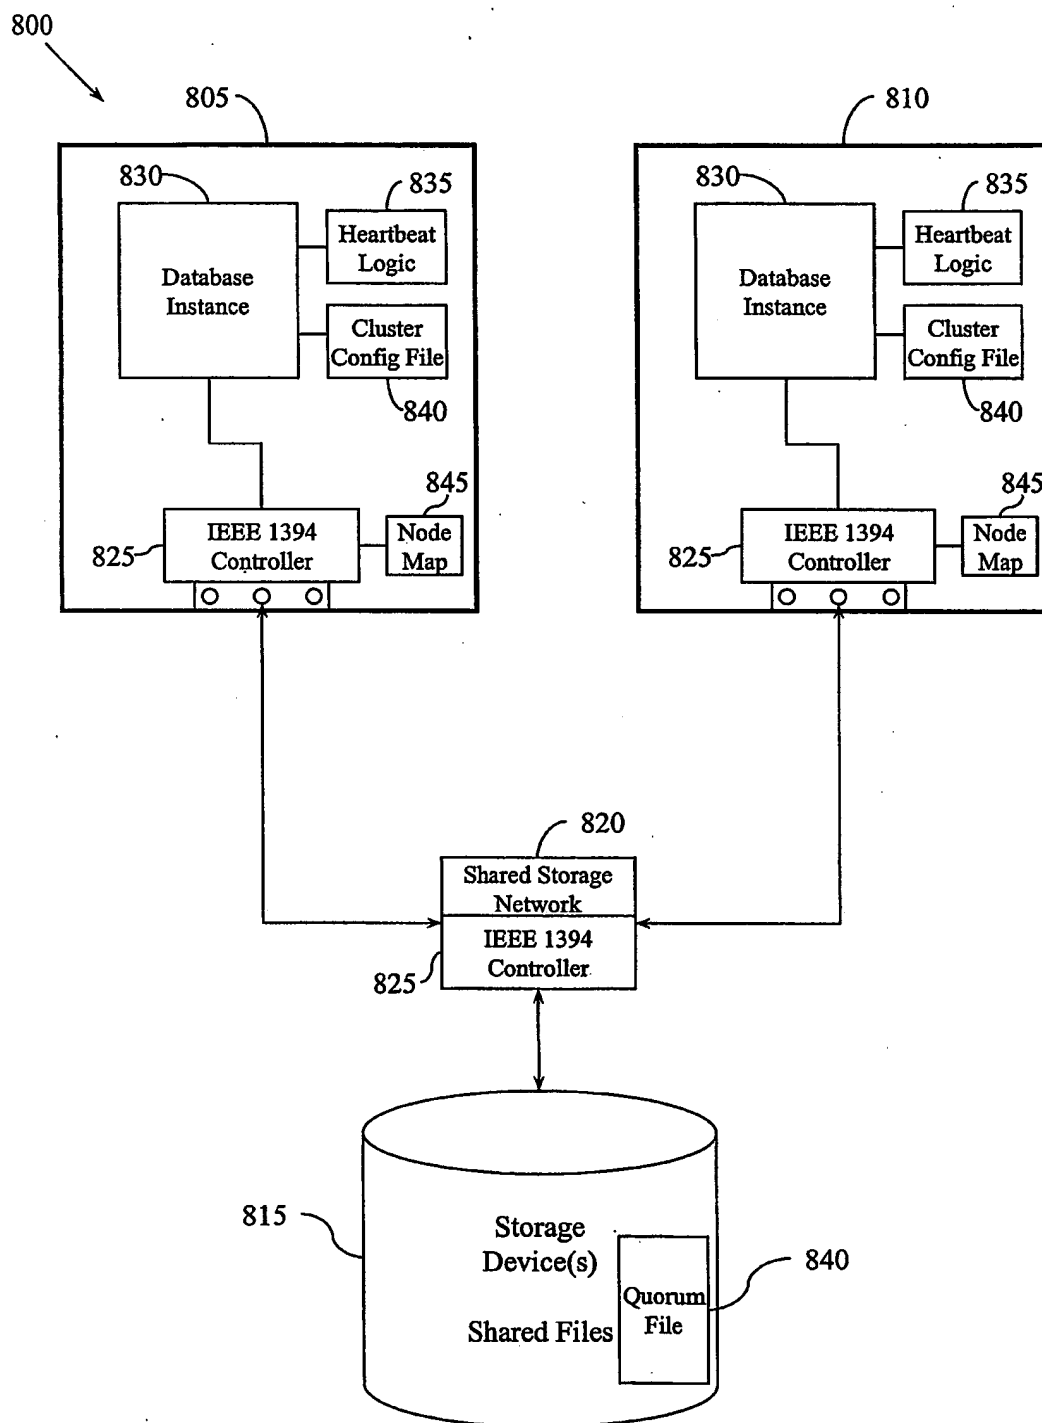 800
805
810
830
835
Heartbeat
Logic
Database
Instance
Cluster
Config File
840
845
IEEE 1394
Controller
825
Node
Map
830
835
Heartbeat
Logic
Database
Instance
Cluster
Config File
840
845
IEEE 1394
Controller
825
Node
Map
820
Shared Storage
Network
IEEE 1394
Controller
825
815
Storage
Device(s)
840
Quorum
File
Shared Files